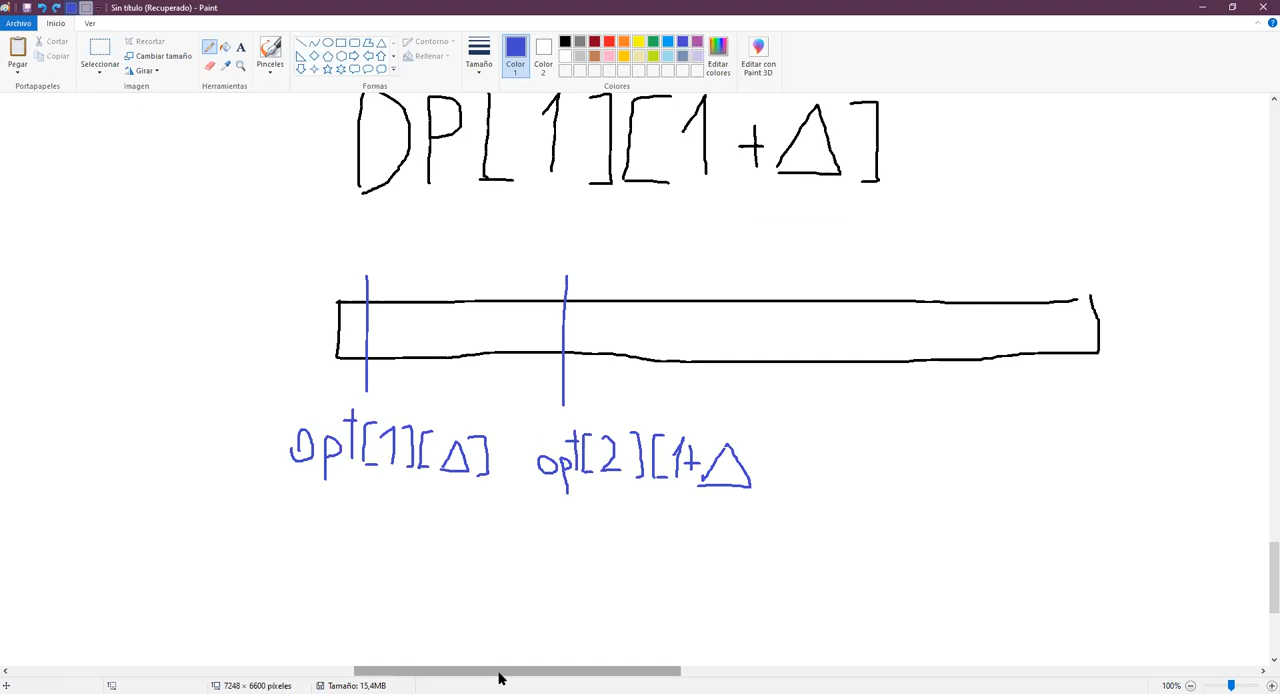 Sin título (Recuperado) - Paint
Archivo Inicio Ver
Pegar Cortar Copiar
Portapapeles
Seleccionar Recortar Cambiar tamaño Girar
Imagen
A
Herramientas
Pinceles
Contorno Rellenar
Formas
Tamaño
Color 1
Color 2
Editar colores
Colores
Editar con Paint 3D
DP[1][1+Δ]
Opt[1][Δ] opt[2][1+Δ
7248 × 6600 píxeles Tamaño: 15,4MB 100%